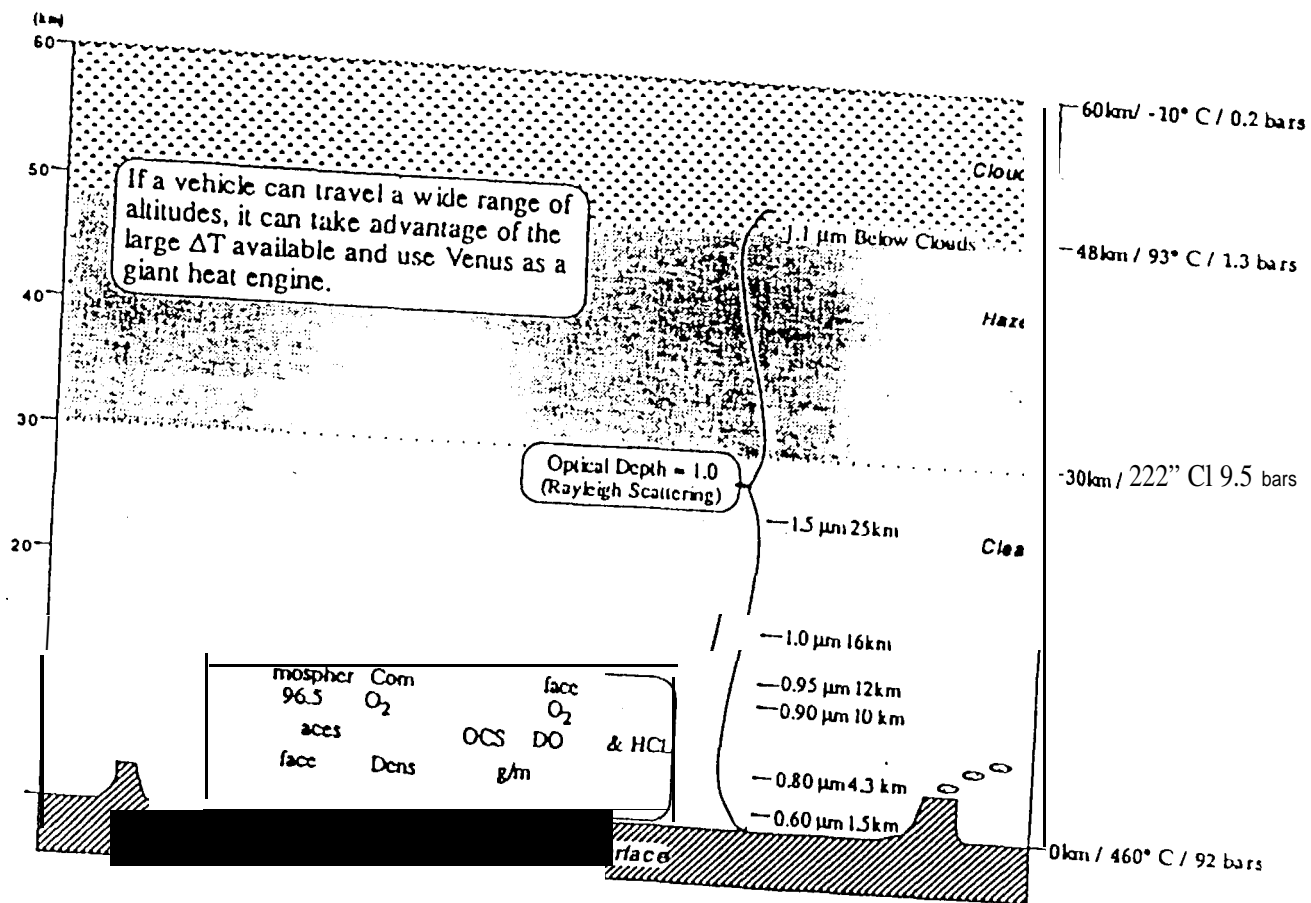 (km)
60
50
40
30
20
If a vehicle can travel a wide range of
altitudes, it can take advantage of the
large ΔT available and use Venus as a
giant heat engine.
Clouc
1.1 μm Below Clouds
Haze
Optical Depth = 1.0
(Rayleigh Scattering)
1.5 μm 25km
Clea
1.0 μm 16km
0.95 μm 12km
0.90 μm 10 km
0.80 μm 4.3 km
0.60 μm 1.5km
mospher Com face
96.5 O₂ O₂
aces OCS DO & HCL
face Dens g/m
rface
60km/ -10° C / 0.2 bars
48km / 93° C / 1.3 bars
-30km / 222” Cl 9.5 bars
0km / 460° C / 92 bars